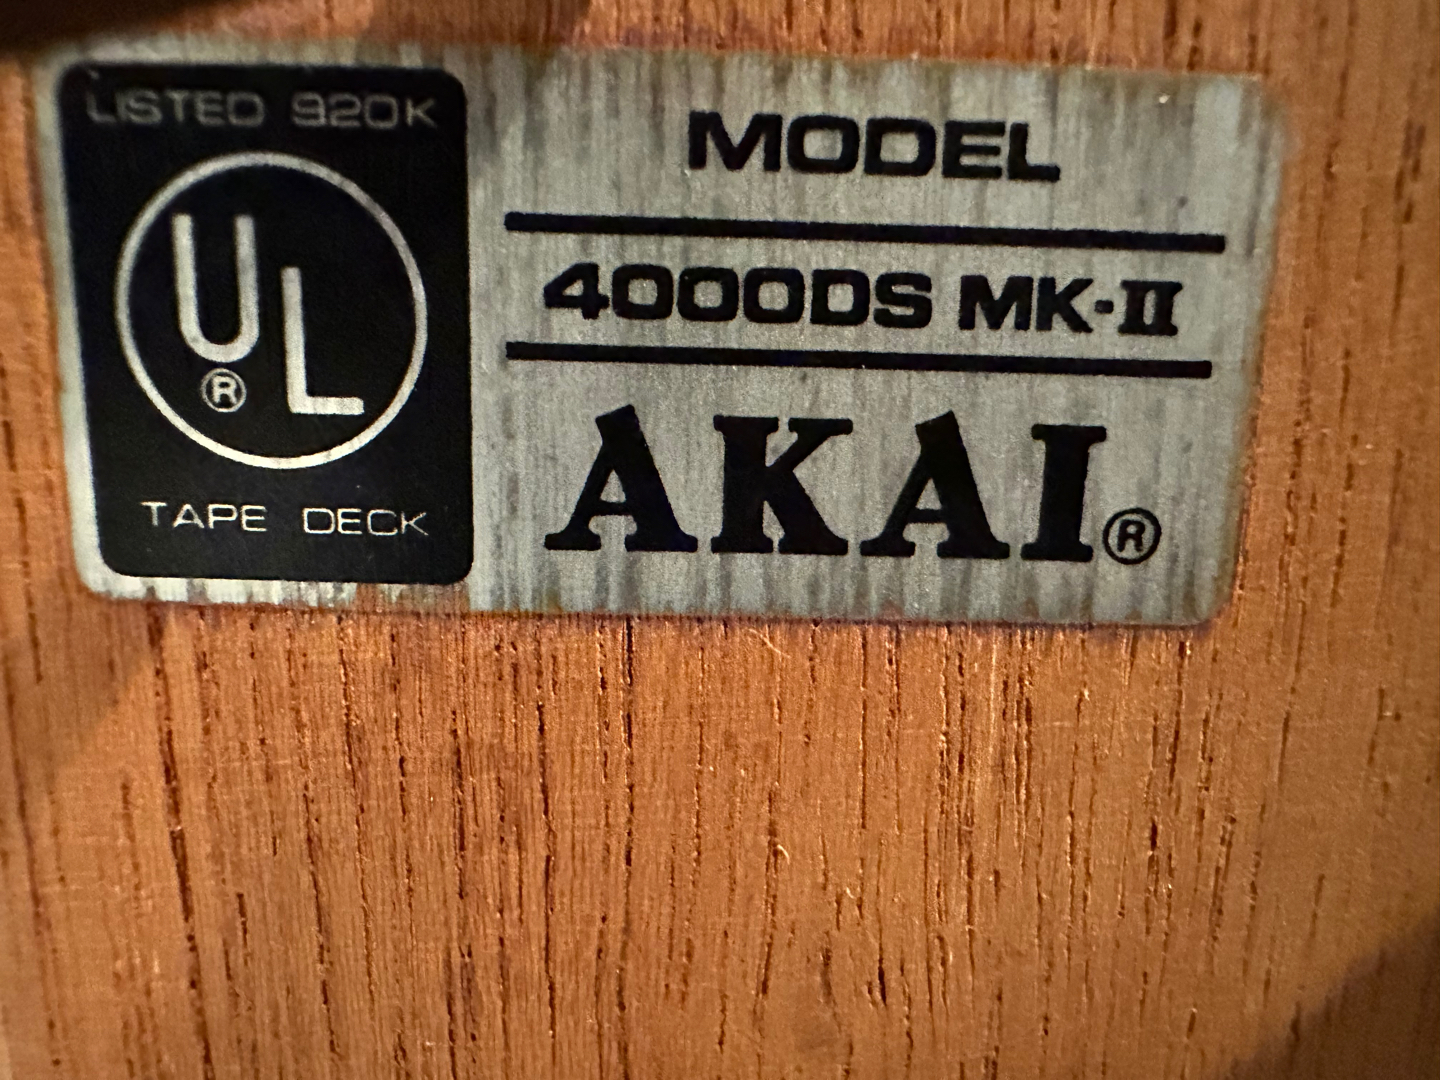 LISTED 920K
UL
®
TAPE DECK
MODEL
4000DS MK-II
AKAI®